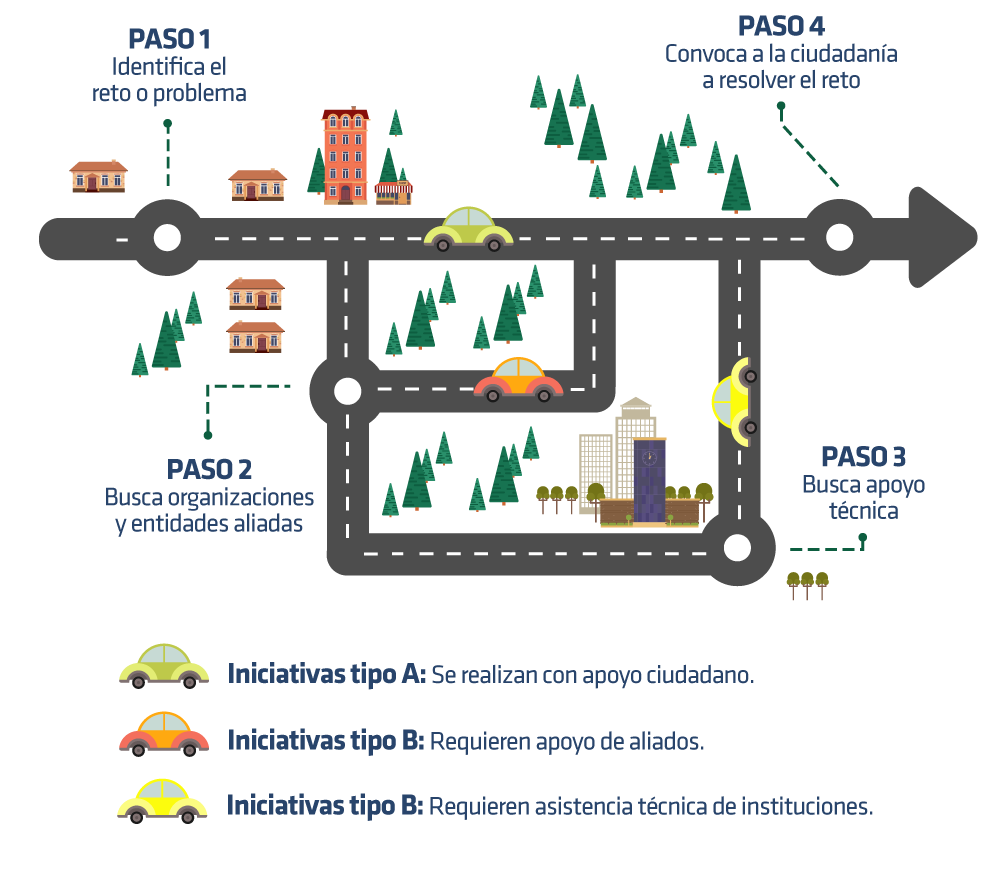 PASO 1
Identifica el
reto o problema
PASO 4
Convoca a la ciudadanía
a resolver el reto
PASO 2
Busca organizaciones
y entidades aliadas
PASO 3
Busca apoyo
técnica
Iniciativas tipo A: Se realizan con apoyo ciudadano.
Iniciativas tipo B: Requieren apoyo de aliados.
Iniciativas tipo B: Requieren asistencia técnica de instituciones.